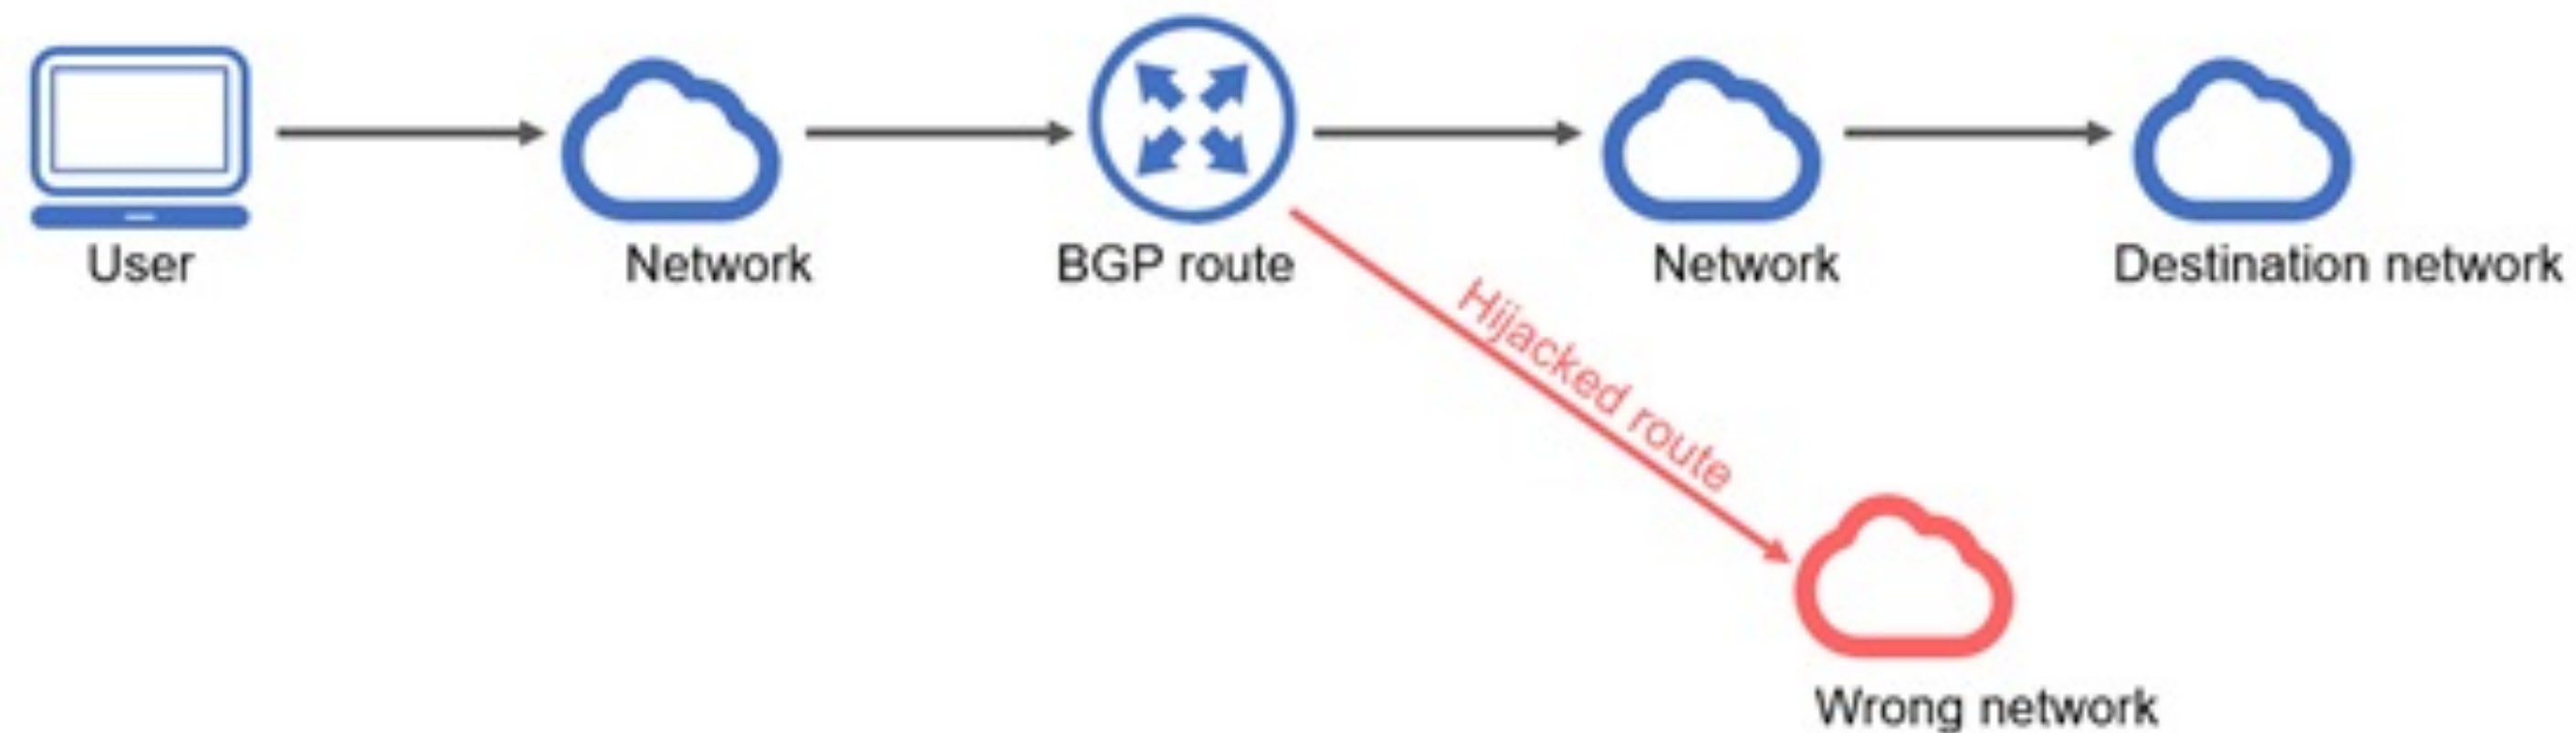 User
Network
BGP route
Network
Destination network
Hijacked route
Wrong network